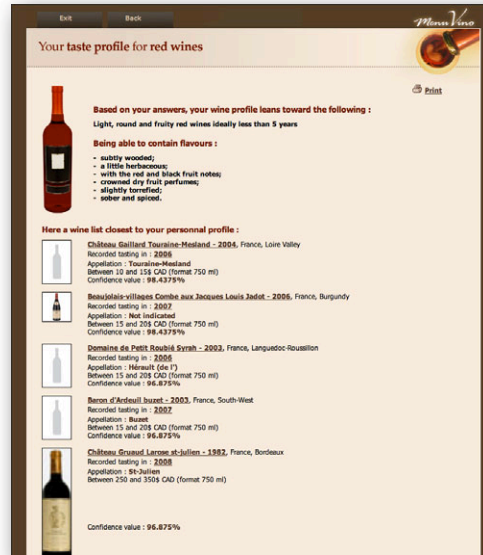 Exit
Back
Menu Vino
Your taste profile for red wines
Print
Based on your answers, your wine profile leans toward the following :
Light, round and fruity red wines ideally less than 5 years
Being able to contain flavours :
- subtly wooded;
- a little herbaceous;
- with the red and black fruit notes;
- crowned dry fruit perfumes;
- slightly torrefied;
- sober and spiced.
Here a wine list closest to your personnal profile :
Château Gaillard Touraine-Mesland - 2004, France, Loire Valley
Recorded tasting in : 2006
Appellation : Touraine-Mesland
Between 10 and 15$ CAD (format 750 ml)
Confidence value : 98.4375%
Beaujolais-villages Combe aux Jacques Louis Jadot - 2006, France, Burgundy
Recorded tasting in : 2007
Appellation : Not indicated
Between 15 and 20$ CAD (format 750 ml)
Confidence value : 98.4375%
Domaine de Petit Roubié Syrah - 2003, France, Languedoc-Roussillon
Recorded tasting in : 2006
Appellation : Hérault (de l')
Between 15 and 20$ CAD (format 750 ml)
Confidence value : 96.875%
Baron d'Ardeuil buzet - 2003, France, South-West
Recorded tasting in : 2007
Appellation : Buzet
Between 15 and 20$ CAD (format 750 ml)
Confidence value : 96.875%
Château Gruaud Larose st-julien - 1982, France, Bordeaux
Recorded tasting in : 2008
Appellation : St-Julien
Between 250 and 350$ CAD (format 750 ml)
Confidence value : 96.875%